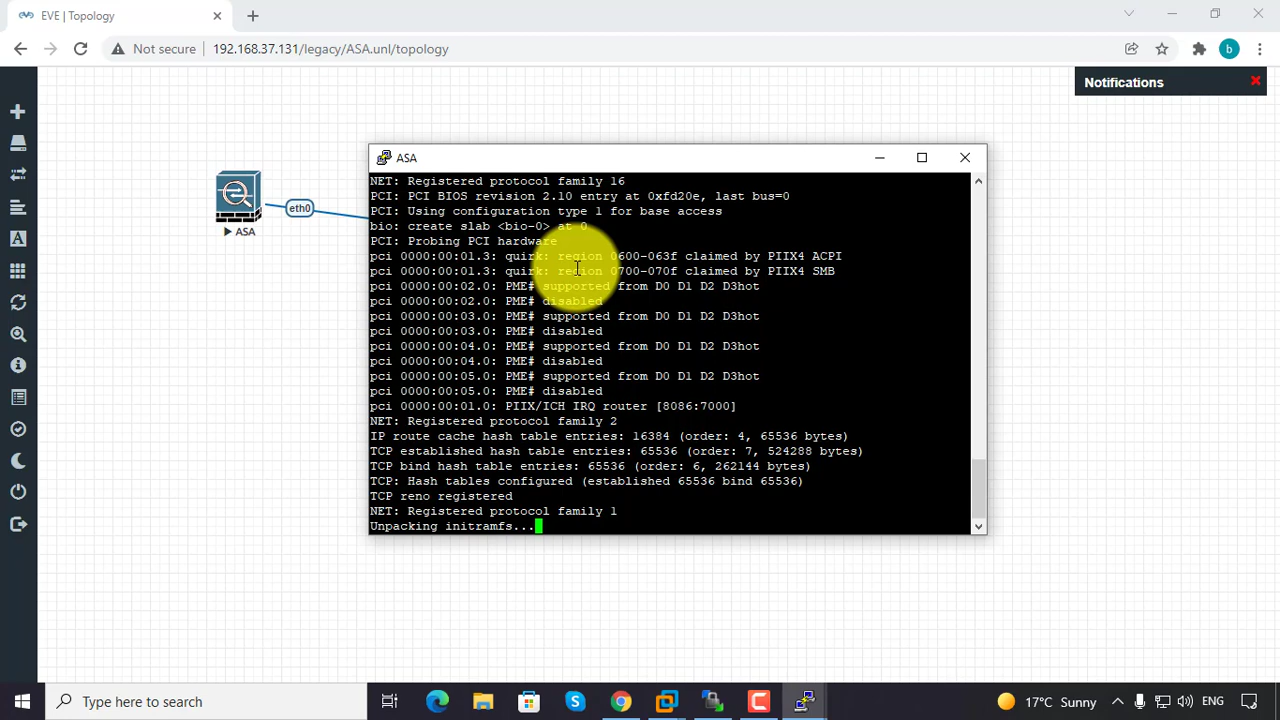 EVE | Topology
Not secure
192.168.37.131/legacy/ASA.unl/topology
b
Notifications
ASA
eth0
ASA
NET: Registered protocol family 16
PCI: PCI BIOS revision 2.10 entry at 0xfd20e, last bus=0
PCI: Using configuration type 1 for base access
bio: create slab <bio-0> at 0
PCI: Probing PCI hardware
pci 0000:00:01.3: quirk: region 0600-063f claimed by PIIX4 ACPI
pci 0000:00:01.3: quirk: region 0700-070f claimed by PIIX4 SMB
pci 0000:00:02.0: PME# supported from D0 D1 D2 D3hot
pci 0000:00:02.0: PME# disabled
pci 0000:00:03.0: PME# supported from D0 D1 D2 D3hot
pci 0000:00:03.0: PME# disabled
pci 0000:00:04.0: PME# supported from D0 D1 D2 D3hot
pci 0000:00:04.0: PME# disabled
pci 0000:00:05.0: PME# supported from D0 D1 D2 D3hot
pci 0000:00:05.0: PME# disabled
pci 0000:00:01.0: PIIX/ICH IRQ router [8086:7000]
NET: Registered protocol family 2
IP route cache hash table entries: 16384 (order: 4, 65536 bytes)
TCP established hash table entries: 65536 (order: 7, 524288 bytes)
TCP bind hash table entries: 65536 (order: 6, 262144 bytes)
TCP: Hash tables configured (established 65536 bind 65536)
TCP reno registered
NET: Registered protocol family 1
Unpacking initramfs...
Type here to search
17°C Sunny
ENG